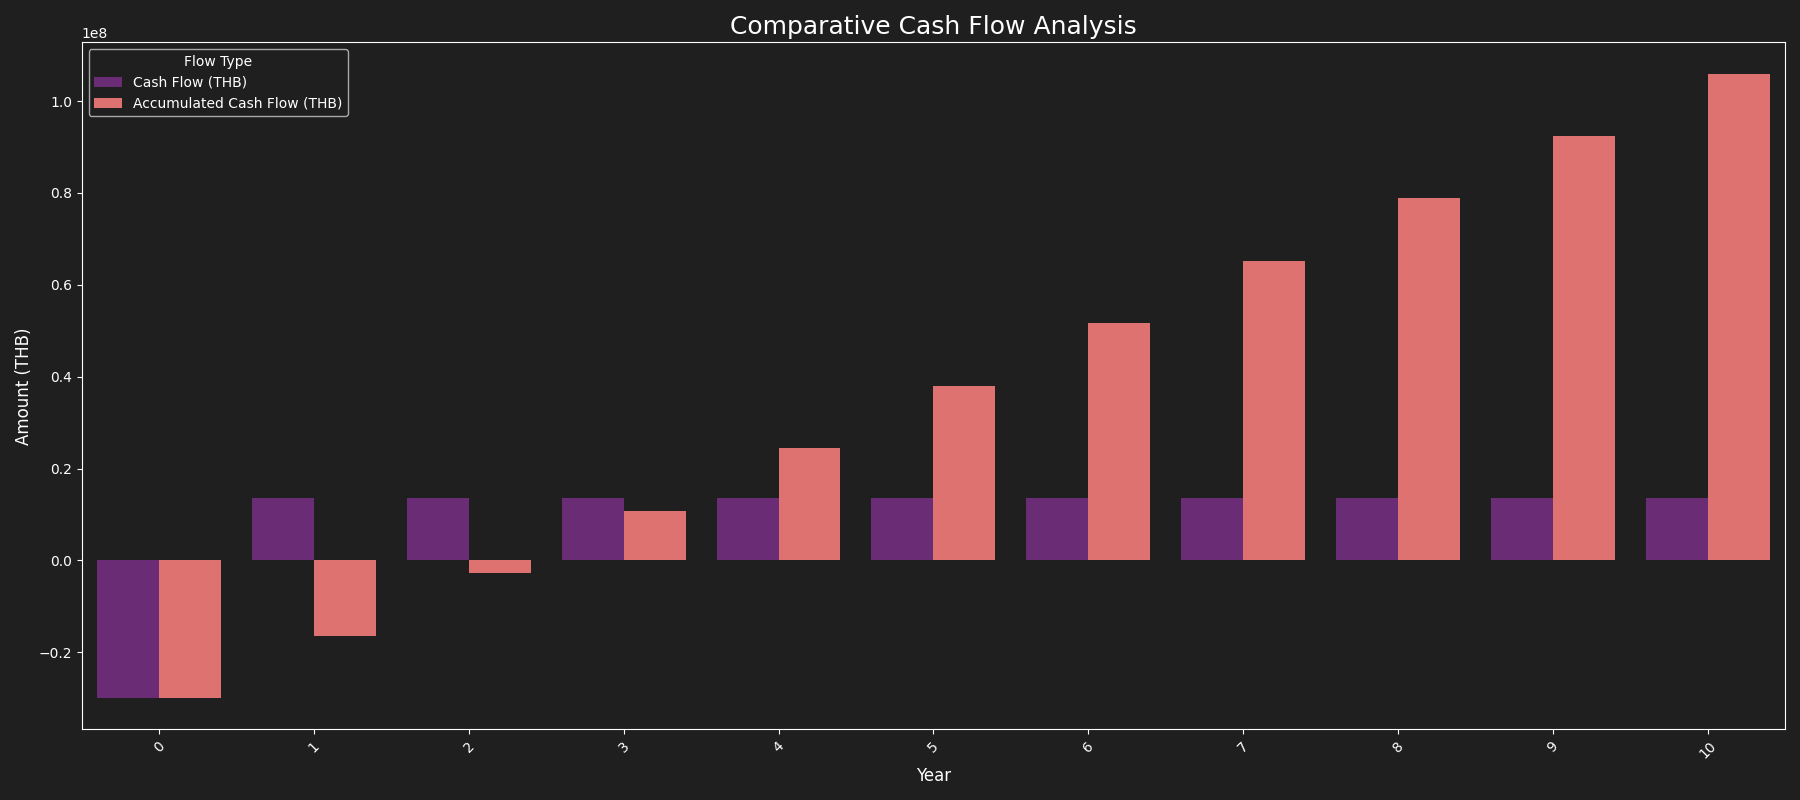 Comparative Cash Flow Analysis
1e8
Flow Type
Cash Flow (THB)
Accumulated Cash Flow (THB)
1.0
0.8
0.6
0.4
0.2
0.0
−0.2
Amount (THB)
0 1 2 3 4 5 6 7 8 9 10
Year